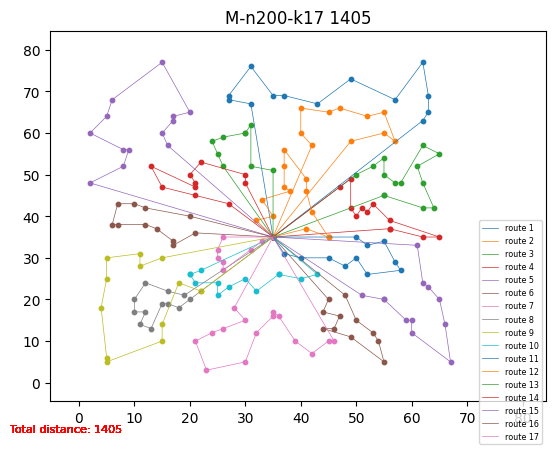 M-n200-k17 1405
80
70
60
50
40
30
20
10
0
0
10
20
30
40
50
60
70
80
route 1
route 2
route 3
route 4
route 5
route 6
route 7
route 8
route 9
route 10
route 11
route 12
route 13
route 14
route 15
route 16
route 17
Total distance: 1405